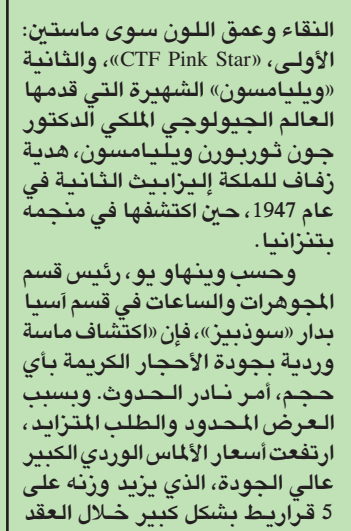 النقاء وعمق اللون سوى ماستين:
الأولى، «CTF Pink Star»، والثانية
«ويليامسون» الشهيرة التي قدمها
العالم الجيولوجي الملكي الدكتور
جون ثوربورن ويليامسون، هدية
زفاف للملكة إليزابيث الثانية في
عام 1947، حين اكتشفها في منجمه
بتنزانيا.
وحسب وينهاو يو، رئيس قسم
المجوهرات والساعات في قسم آسيا
بدار «سوذبيز»، فإن «اكتشاف ماسة
وردية بجودة الأحجار الكريمة بأي
حجم، أمر نادر الحدوث. وبسبب
العرض المحدود والطلب المتزايد،
ارتفعت أسعار الألماس الوردي الكبير
عالي الجودة، الذي يزيد وزنه على
5 قراريط بشكل كبير خلال العقد